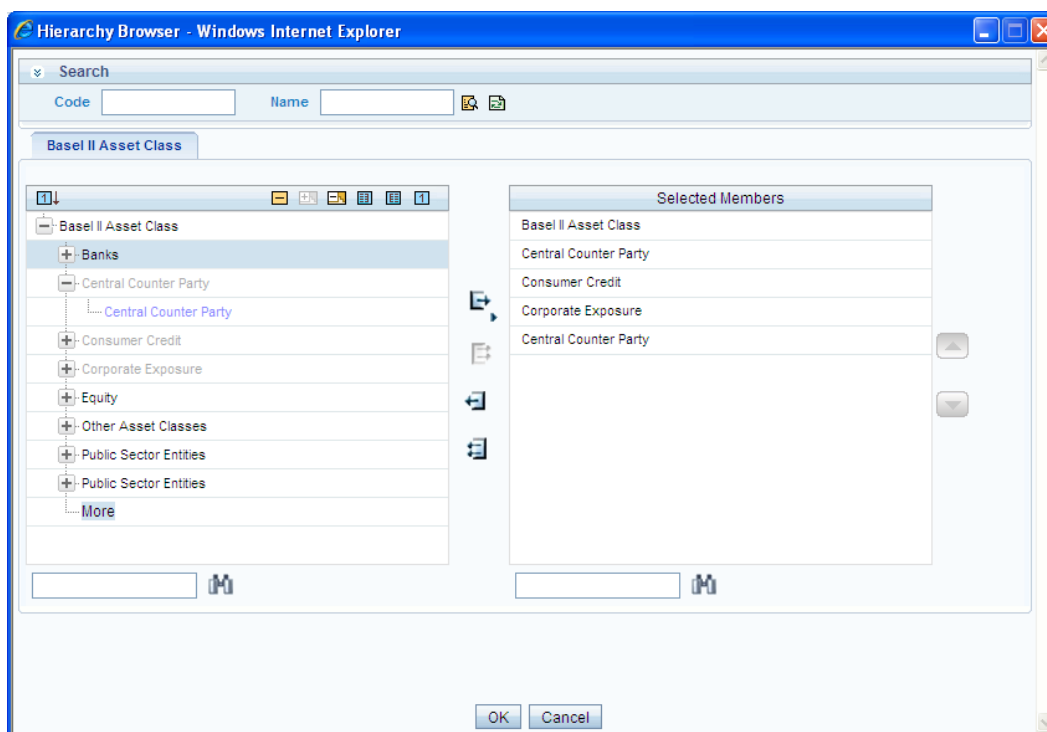 Hierarchy Browser - Windows Internet Explorer
Search
Code Name
Basel II Asset Class
1 1
Basel II Asset Class
Banks
Central Counter Party
Central Counter Party
Consumer Credit
Corporate Exposure
Equity
Other Asset Classes
Public Sector Entities
Public Sector Entities
More
Selected Members
Basel II Asset Class
Central Counter Party
Consumer Credit
Corporate Exposure
Central Counter Party
OK Cancel